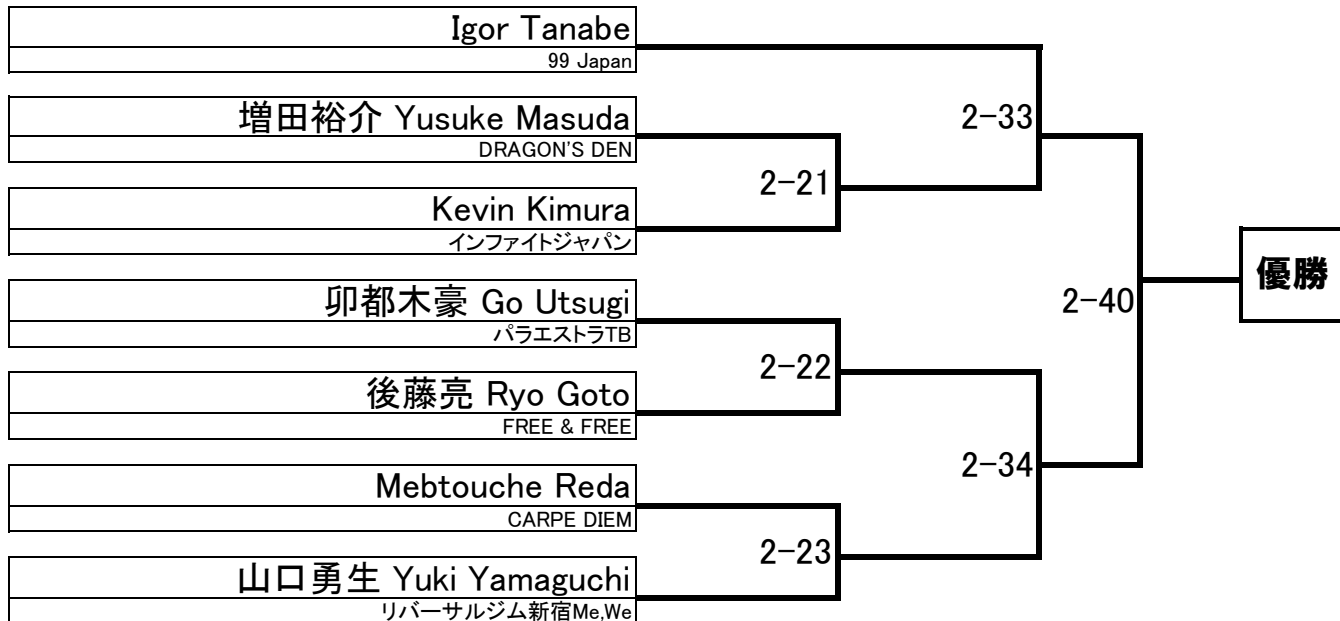 Igor Tanabe
99 Japan
2-33
増田裕介 Yusuke Masuda
DRAGON'S DEN
2-21
Kevin Kimura
インファイトジャパン
優勝
卯都木豪 Go Utsugi
パラエストラTB
2-40
2-22
後藤亮 Ryo Goto
FREE & FREE
2-34
Mebtouche Reda
CARPE DIEM
2-23
山口勇生 Yuki Yamaguchi
リバーサルジム新宿Me,We